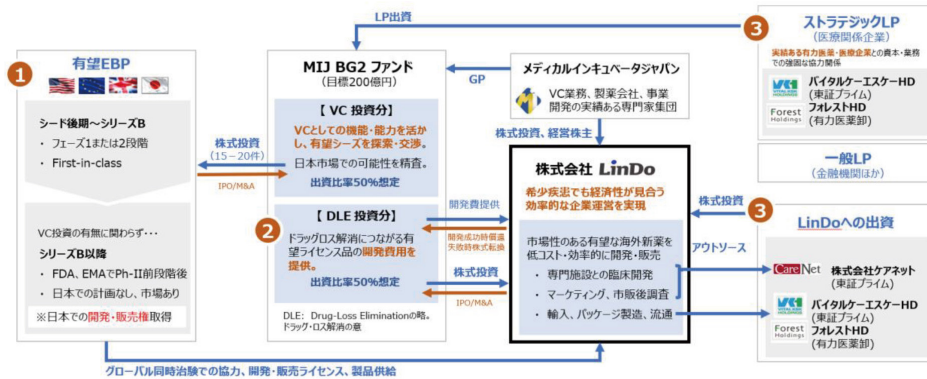 LP出資
1
有望EBP
シード後期~シリーズB
・ フェーズ1または2段階
・ First-in-class
VC投資の有無に関わらず・・・
シリーズB以降
・ FDA、EMAでPh-II前段階後
・ 日本での計画なし、市場あり
※日本での開発・販売権取得
株式投資
(15-20件)
IPO/M&A
MIJ BG2 ファンド
(目標200億円)
【 VC 投資分】
VCとしての機能・能力を活か
し、有望シーズを探索・交渉。
日本市場での可能性を精査。
出資比率50%想定
2
【 DLE 投資分】
ドラッグロス解消につながる有
望ライセンス品の開発費用を
提供。
出資比率50%想定
DLE: Drug-Loss Eliminationの略。
ドラッグ・ロス解消の意
GP
メディカルインキュベータジャパン
VC業務、製薬会社、事業
開発の実績ある専門家集団
株式投資、経営株主
開発費提供
開発成功時償還
失敗時株式転換
株式投資
IPO/M&A
株式会社 LinDo
希少疾患でも経済性が見合う
効率的な企業運営を実現
市場性のある有望な海外新薬を
低コスト・効率的に開発・販売
・ 専門施設との臨床開発
・ マーケティング、市販後調査
・ 輸入、パッケージ製造、流通
3
ストラテジックLP
(医療関係企業)
実績ある有力医薬・医療企業との資本・業務
での強固な協力関係
バイタルケーエスケーHD
(東証プライム)
Forest
Holdings
フォレストHD
(有力医薬卸)
一般LP
(金融機関ほか)
株式投資
3
LinDoへの出資
アウトソース
CareNet
株式会社ケアネット
(東証プライム)
バイタルケーエスケーHD
(東証プライム)
Forest
Holdings
フォレストHD
(有力医薬卸)
グローバル同時治験での協力、開発・販売ライセンス、製品供給